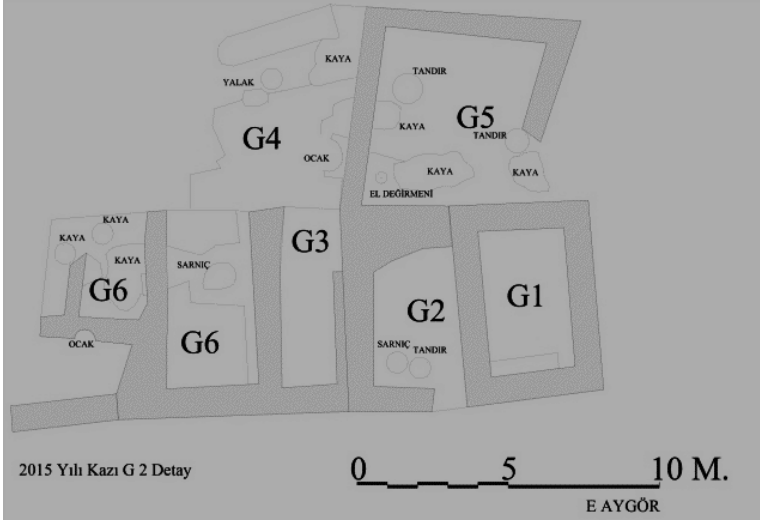 KAYA
YALAK
TANDIR
G4
KAYA
G5
TANDIR
OCAK
KAYA
KAYA
EL DEĞİRMENİ
KAYA
KAYA
KAYA
G6
SARNIÇ
G3
G6
G2
G1
OCAK
SARNIÇ
TANDIR
2015 Yılı Kazı G 2 Detay
0 5 10 M.
E AYGÖR